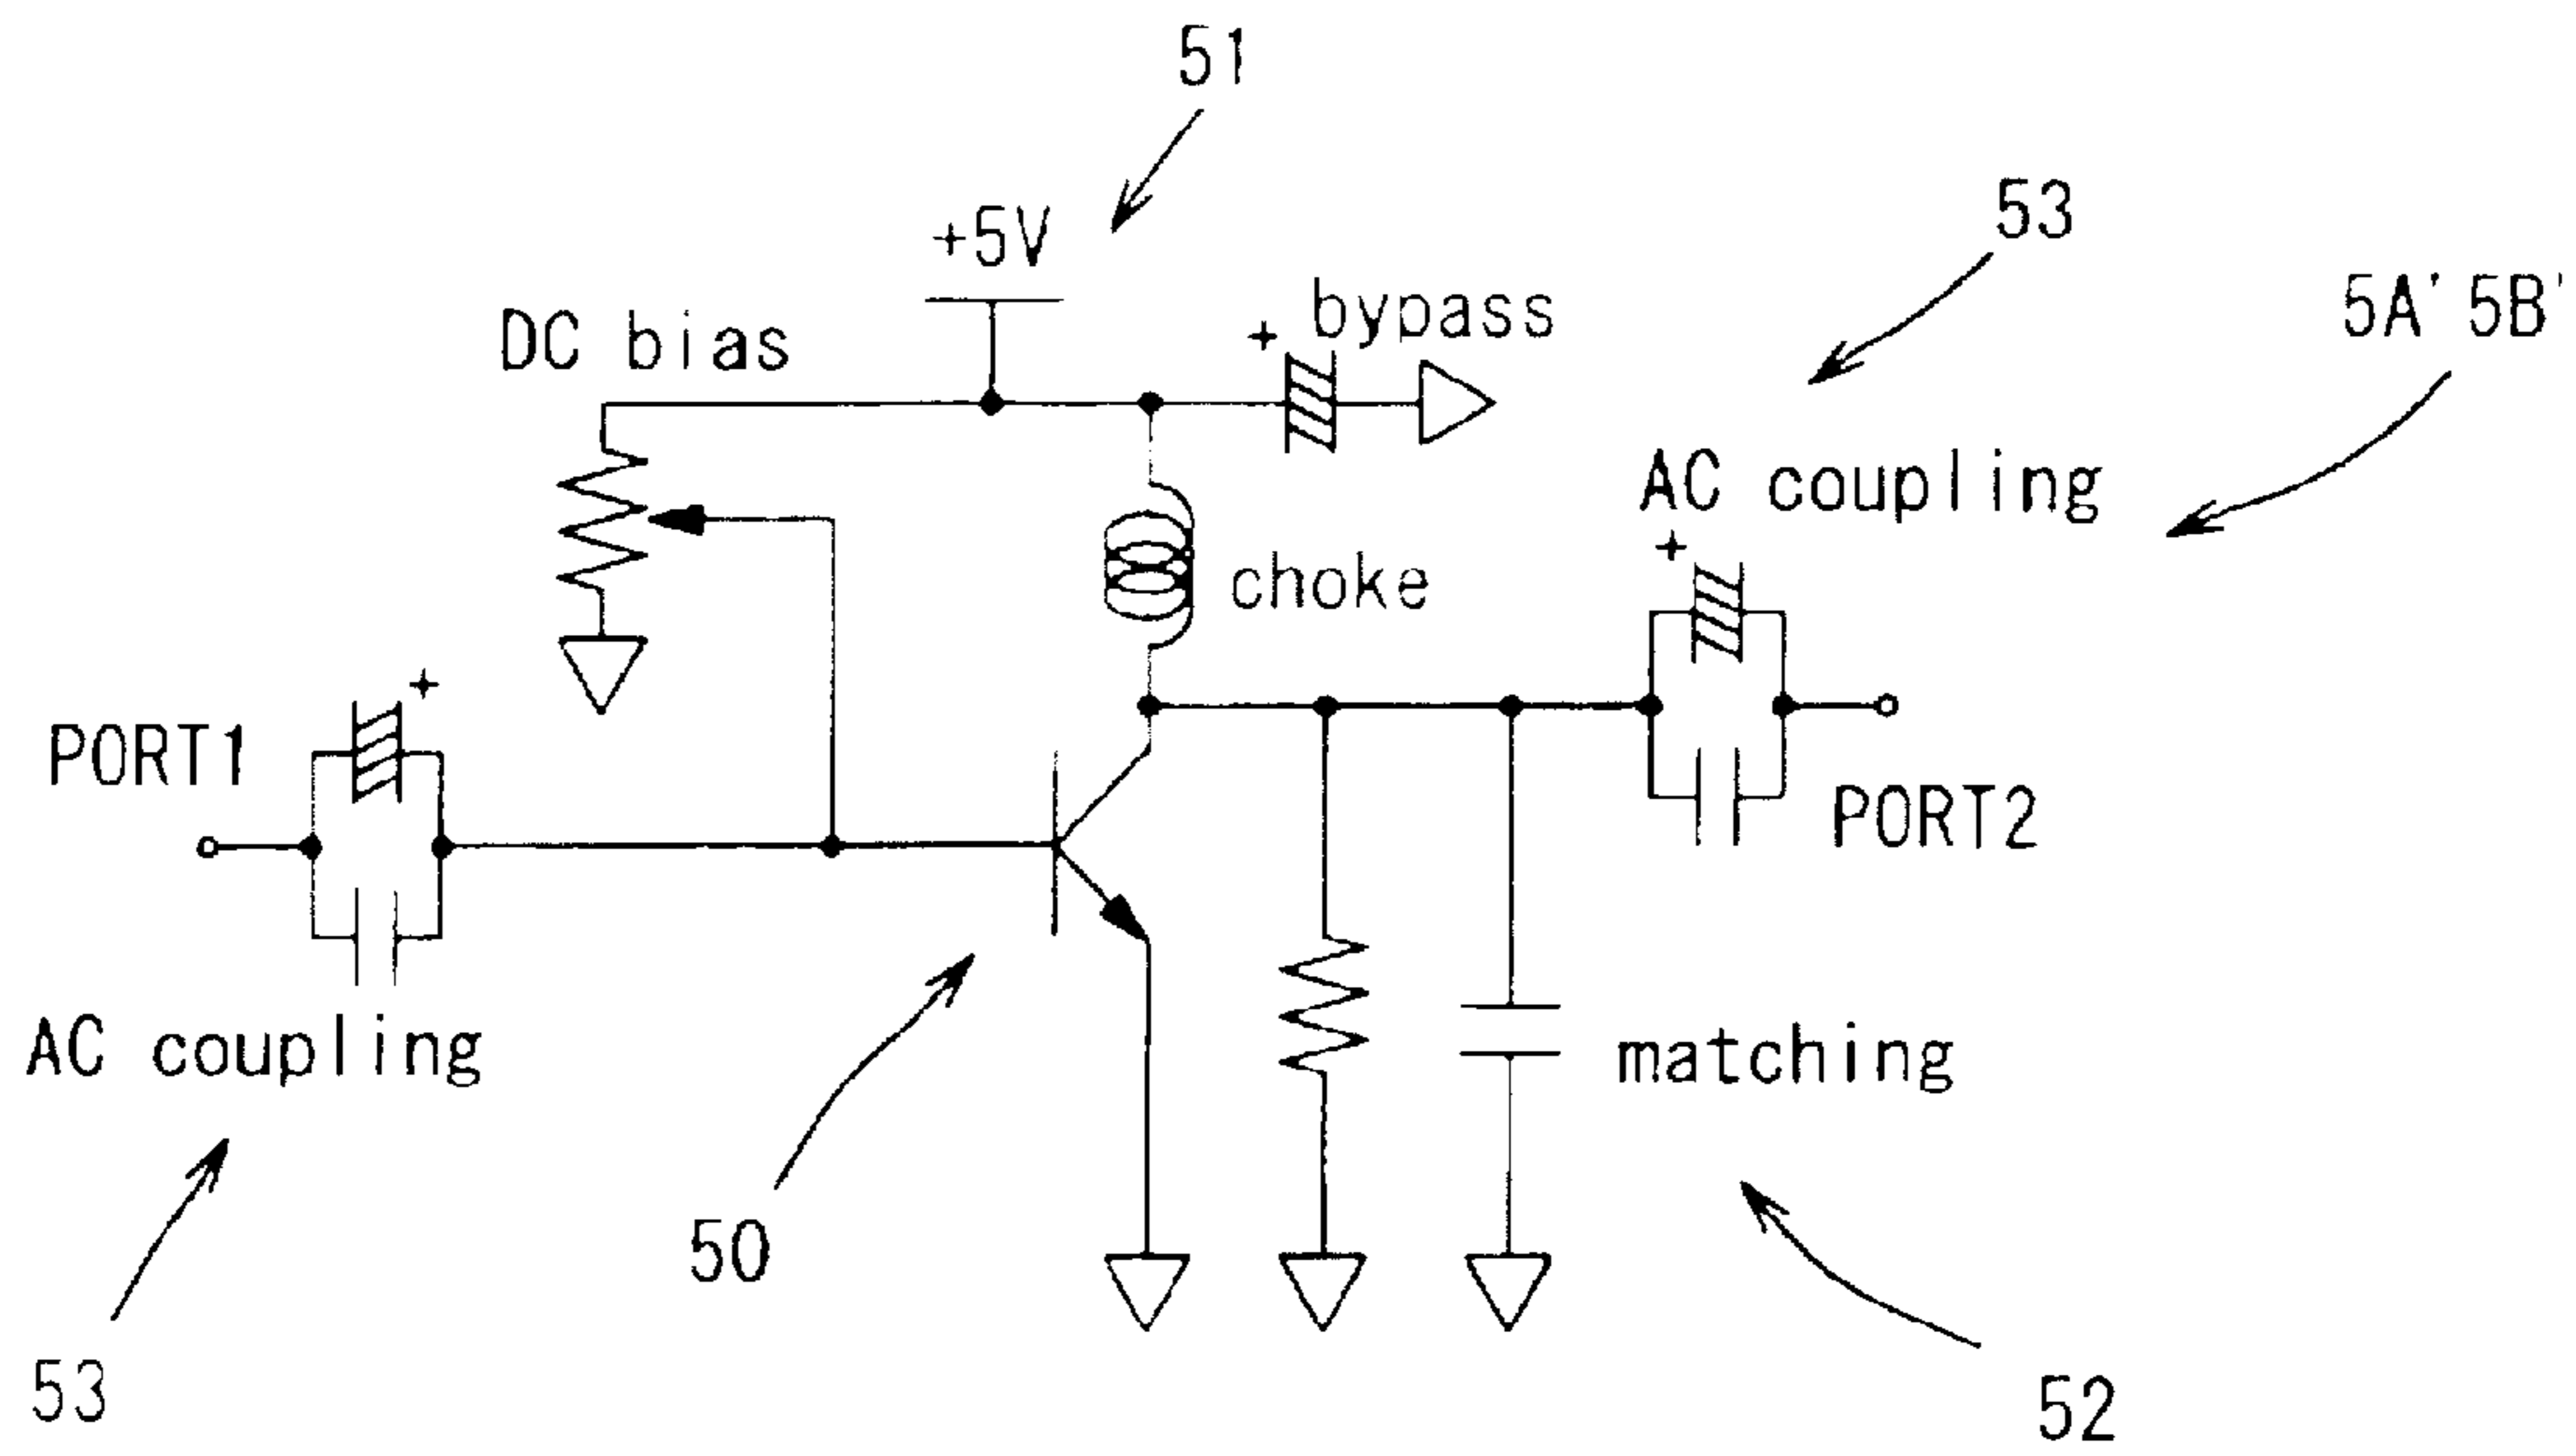 51
+5V
53
5A' 5B'
DC bias
+ bypass
AC coupling
+
choke
+
PORT1
PORT2
AC coupling
matching
50
53
52